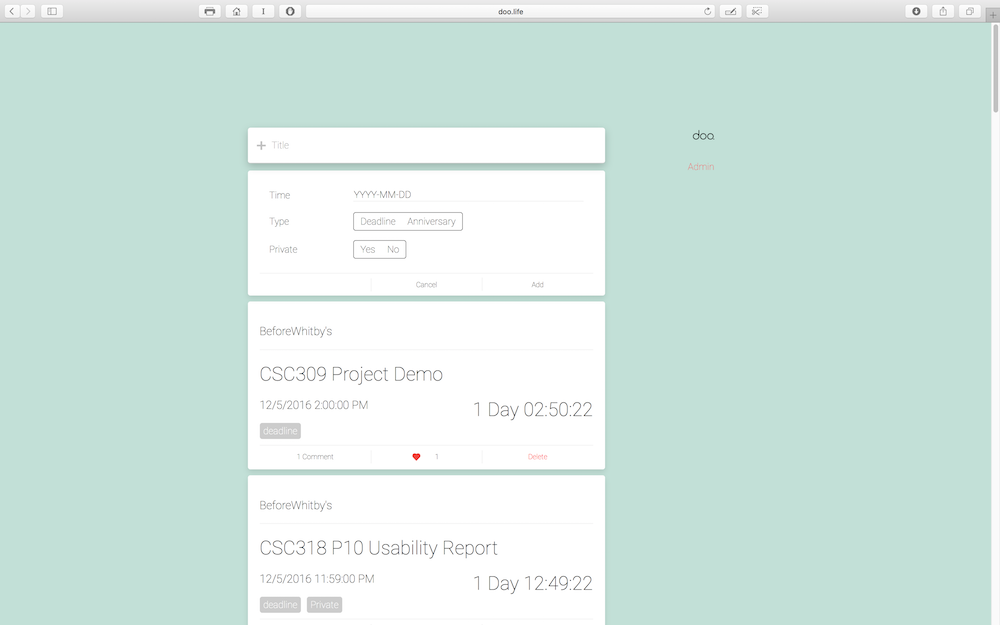 doo.life
Title
doo.
Admin
Time YYYY-MM-DD
Type Deadline Anniversary
Private Yes No
Cancel Add
BeforeWhitby's
CSC309 Project Demo
12/5/2016 2:00:00 PM
1 Day 02:50:22
deadline
1 Comment 1 Delete
BeforeWhitby's
CSC318 P10 Usability Report
12/5/2016 11:59:00 PM
1 Day 12:49:22
deadline Private